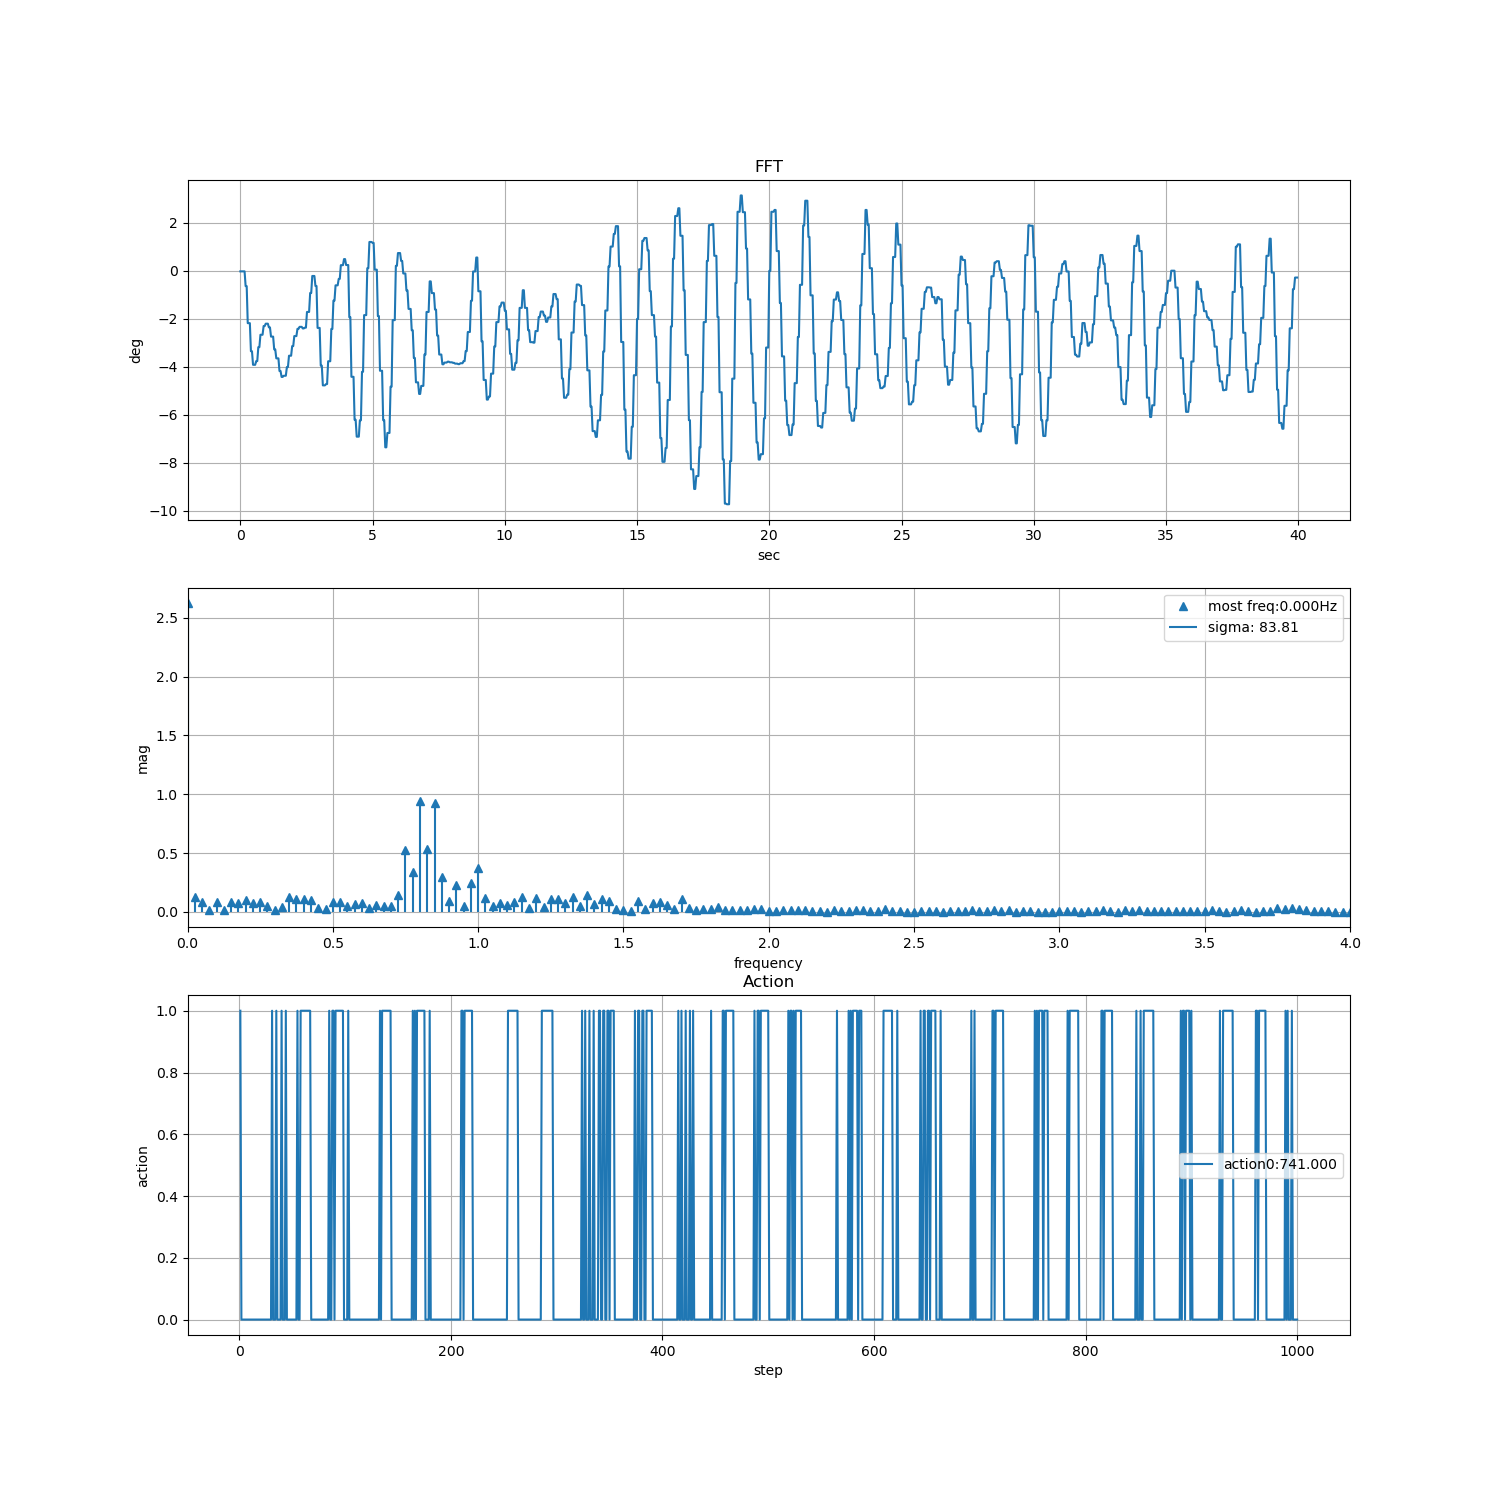 FFT
2
0
−2
−4
−6
−8
−10
deg
0 5 10 15 20 25 30 35 40
sec
2.5
2.0
1.5
1.0
0.5
0.0
mag
most freq:0.000Hz
sigma: 83.81
0.0 0.5 1.0 1.5 2.0 2.5 3.0 3.5 4.0
frequency
Action
1.0
0.8
0.6
0.4
0.2
0.0
action
action0:741.000
0 200 400 600 800 1000
step